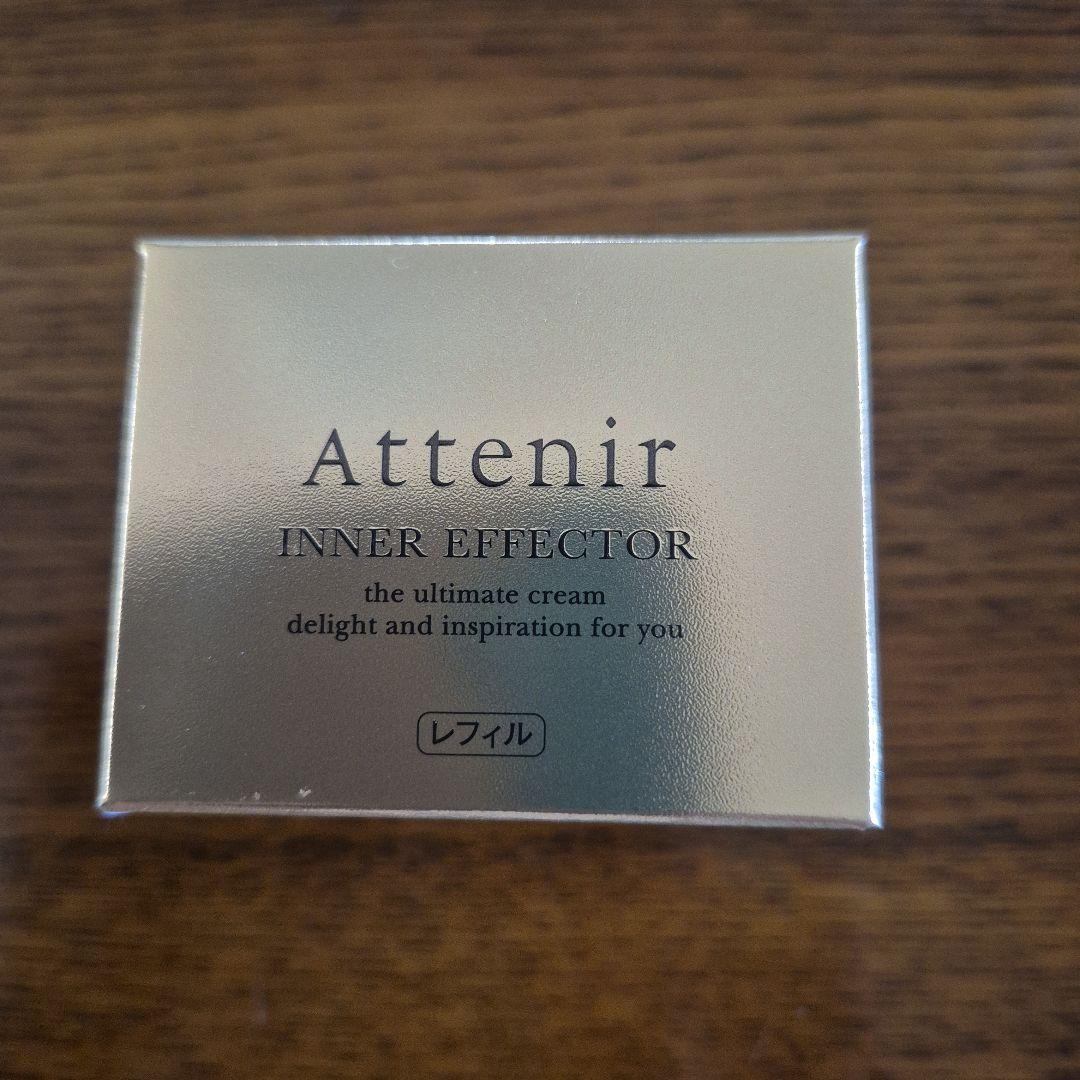 Attenir
INNER EFFECTOR
the ultimate cream
delight and inspiration for you
レフィル